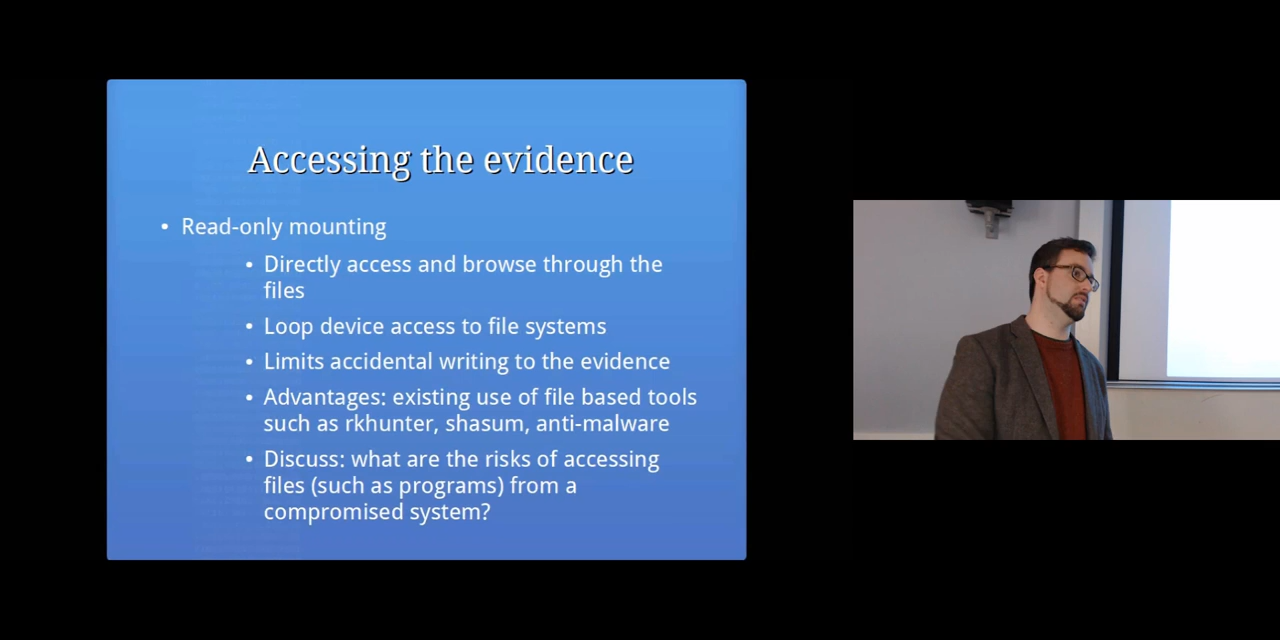 Accessing the evidence
• Read-only mounting
• Directly access and browse through the
files
• Loop device access to file systems
• Limits accidental writing to the evidence
• Advantages: existing use of file based tools
such as rkhunter, shasum, anti-malware
• Discuss: what are the risks of accessing
files (such as programs) from a
compromised system?